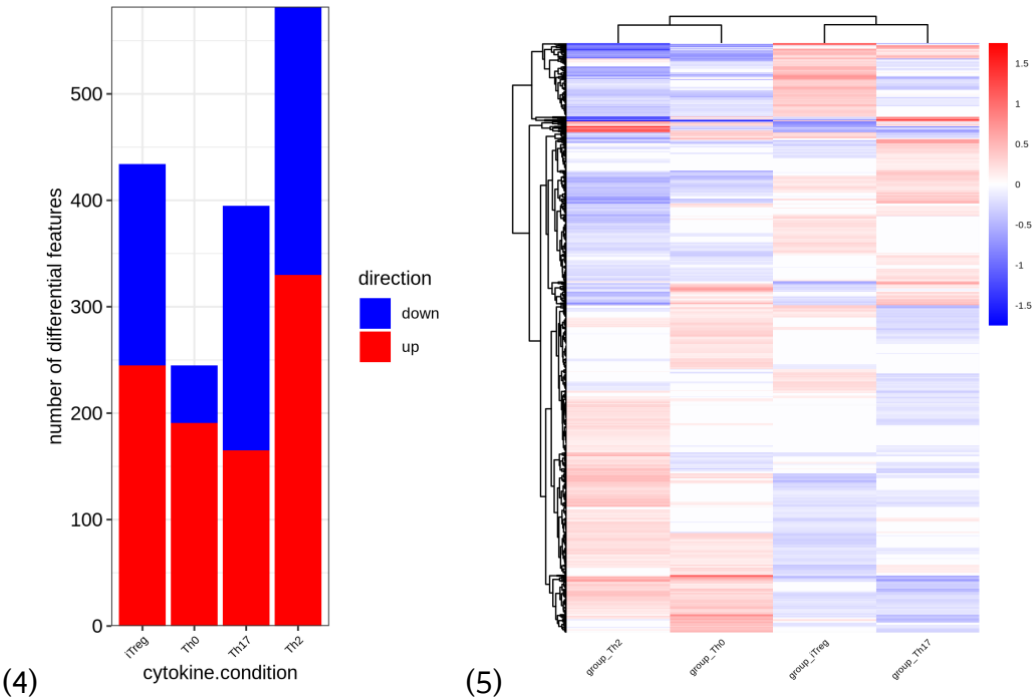 500
400
300
200
100
0
number of differential features
iTreg
Th0
Th17
Th2
cytokine.condition
direction
down
up
(4)
1.5
1
0.5
0
-0.5
-1
-1.5
group_Th2
group_Th0
group_iTreg
group_Th17
(5)